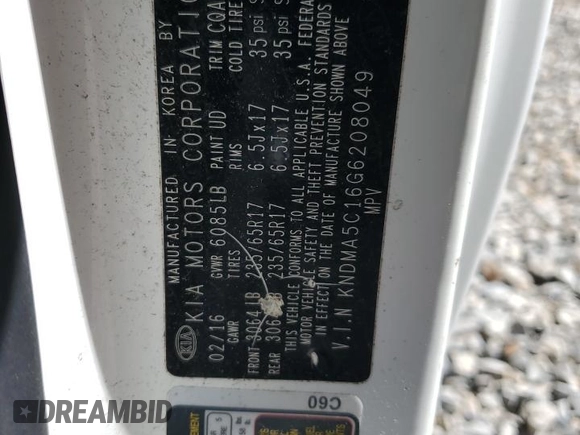 MANUFACTURED IN KOREA BY
KIA MOTORS CORPORATIO
02/16 GVWR 6085LB PAINT UD TRIM CQA
GAWR TIRES RIMS COLD TIRE
FRONT 3064LB 235/65R17 6.5Jx17 35 psi
REAR 306 235/65R17 6.5Jx17 35 psi
THIS VEHICLE CONFORMS TO ALL APPLICABLE U.S.A. FEDERAL
MOTOR VEHICLE SAFETY AND THEFT PREVENTION STANDARDS
IN EFFECT ON THE DATE OF MANUFACTURE SHOWN ABOVE
V.I.N KNDMA5C16G6208049
MPV
KIA
C60
DREAMBID